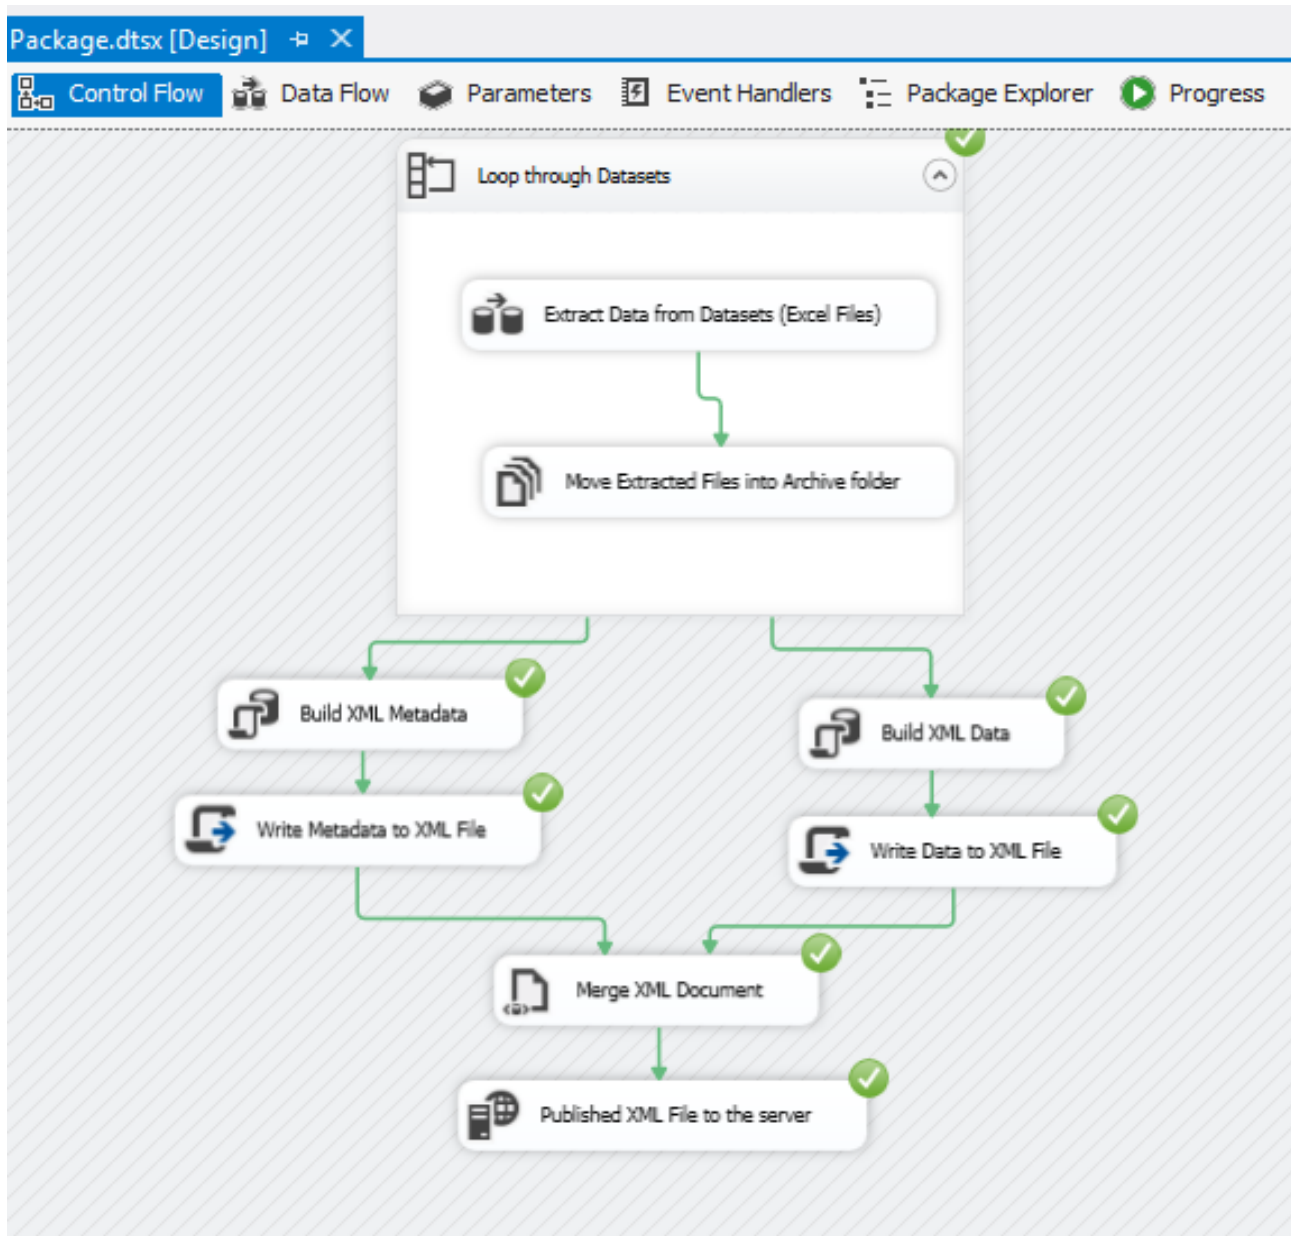 Package.dtsx [Design]
Control Flow Data Flow Parameters Event Handlers Package Explorer Progress
Loop through Datasets
Extract Data from Datasets (Excel Files)
Move Extracted Files into Archive folder
Build XML Metadata
Build XML Data
Write Metadata to XML File
Write Data to XML File
Merge XML Document
Published XML File to the server